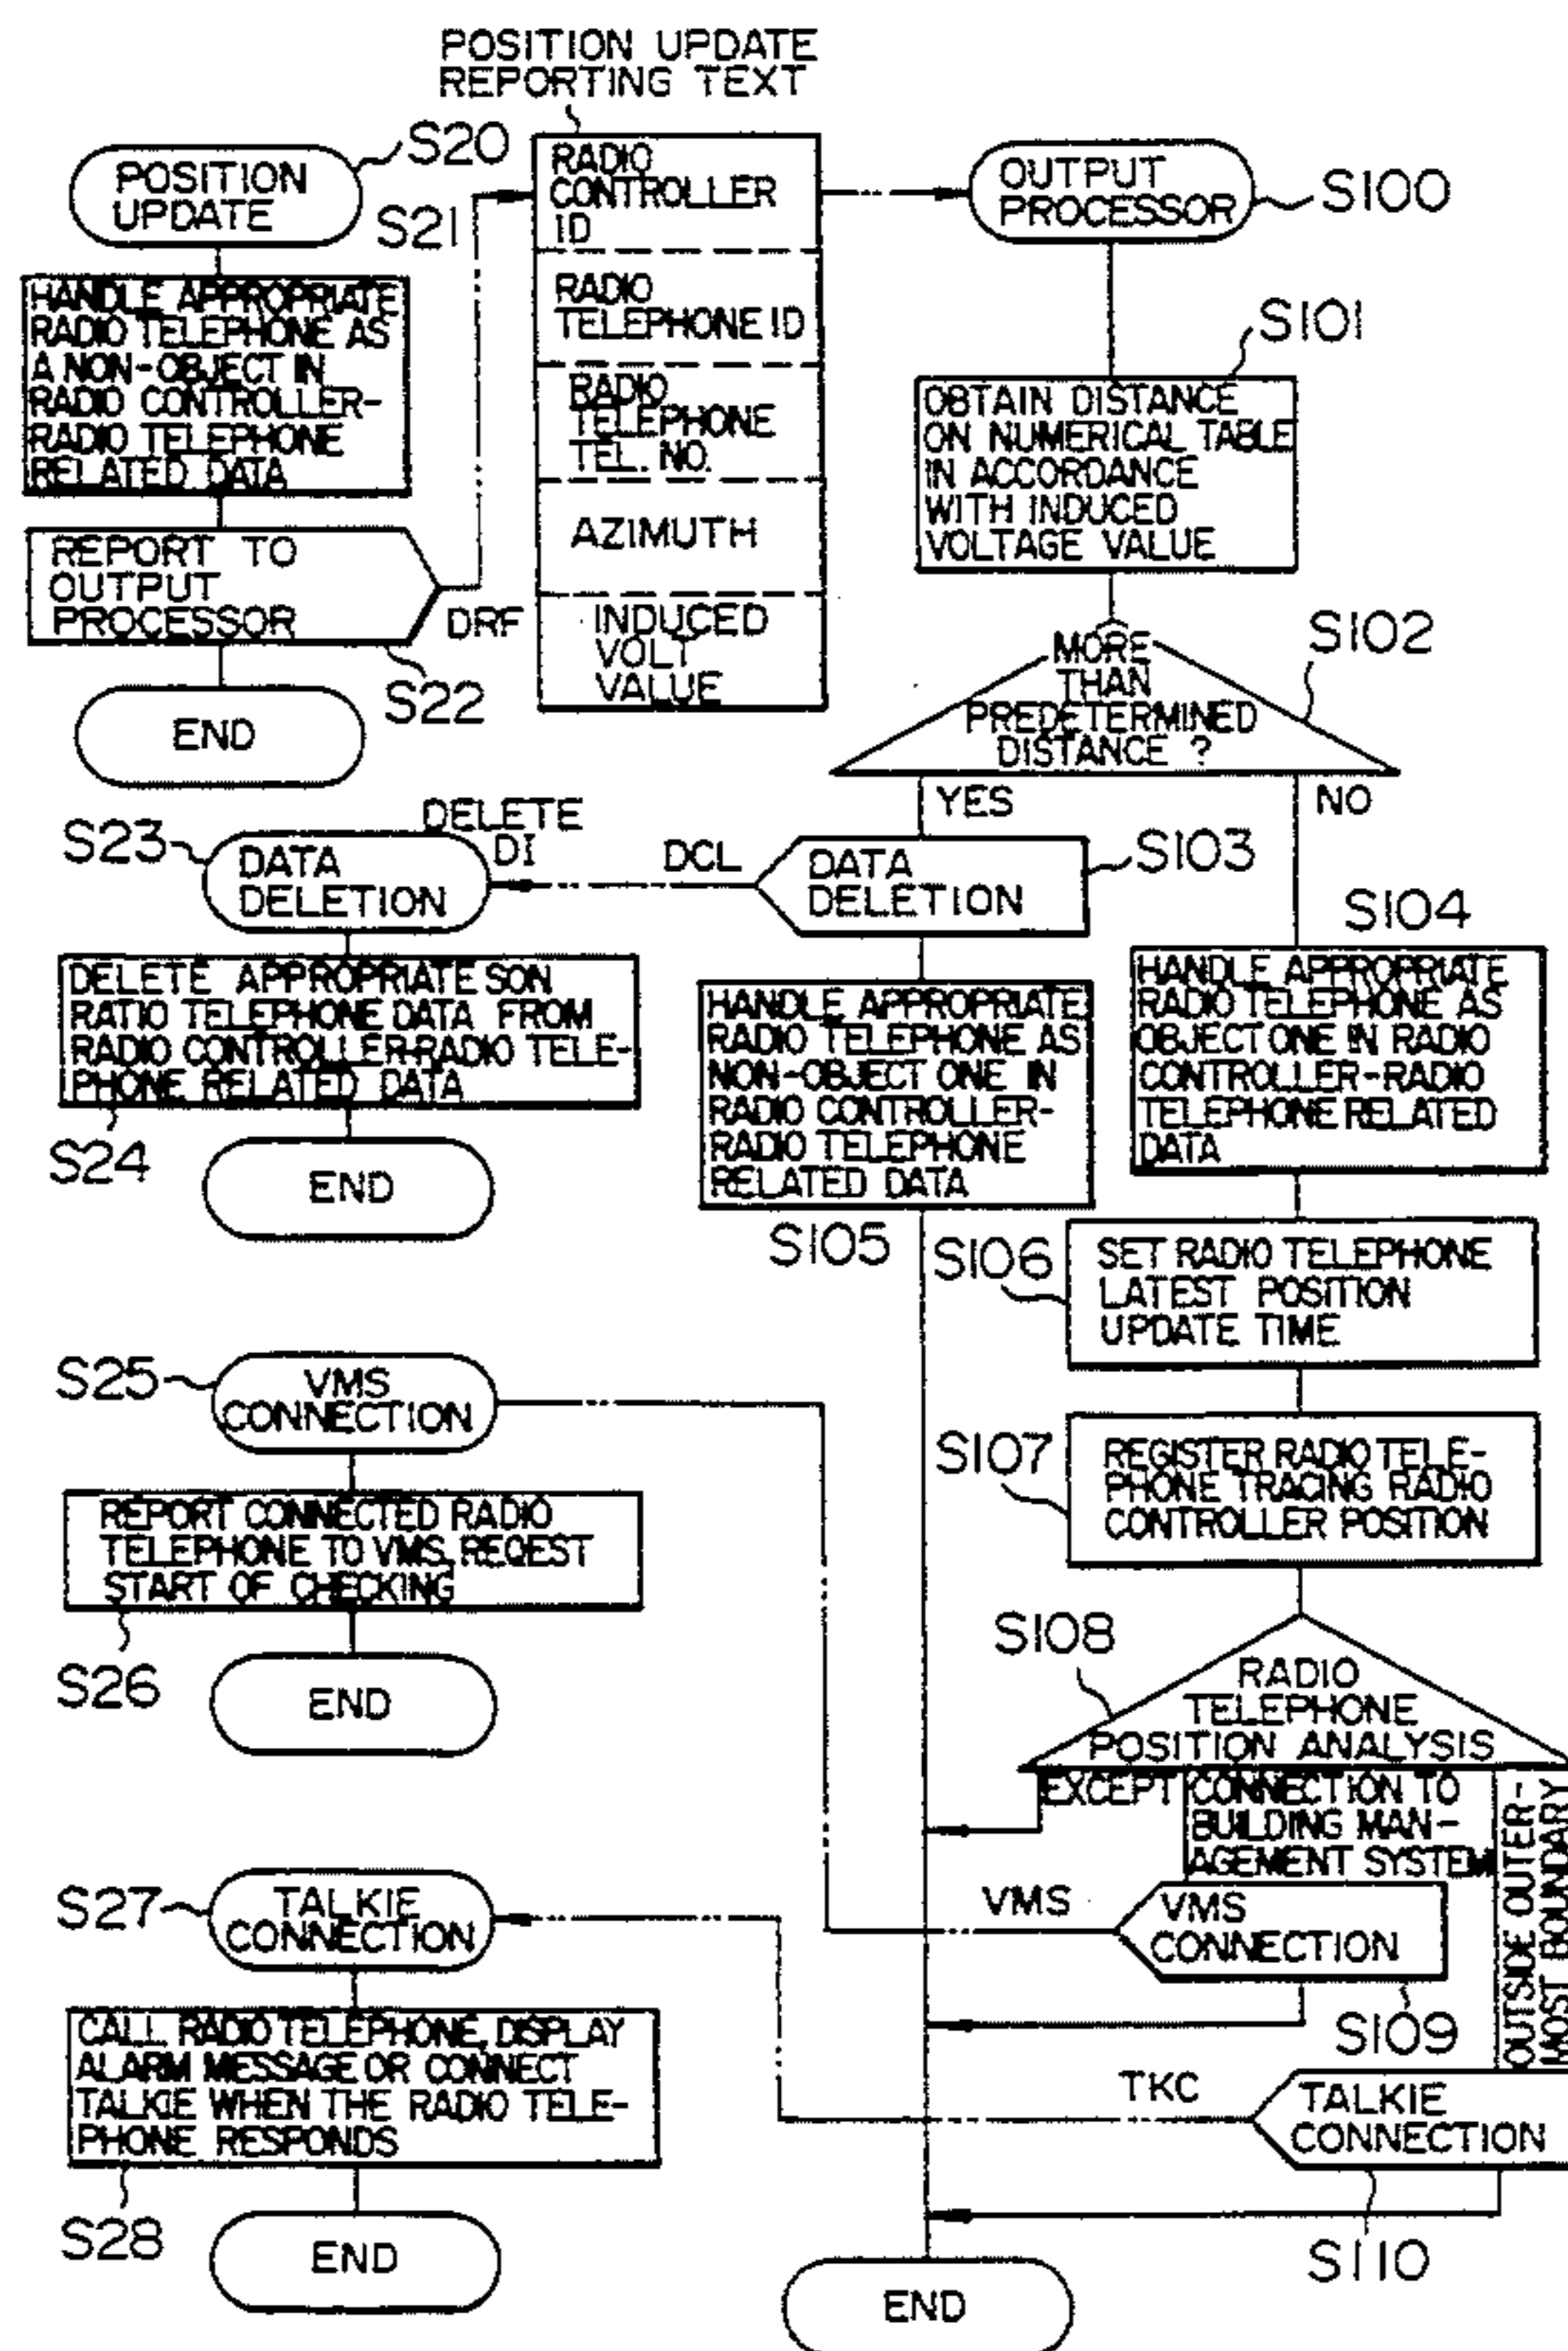 POSITION UPDATE
REPORTING TEXT
S20
POSITION
UPDATE
S21
HANDLE APPROPRIATE
RADIO TELEPHONE AS
A NON-OBJECT IN
RADIO CONTROLLER-
RADIO TELEPHONE
RELATED DATA
REPORT TO
OUTPUT
PROCESSOR
DRF
S22
END
RADIO
CONTROLLER
ID
RADIO
TELEPHONE ID
RADIO
TELEPHONE
TEL. NO.
AZIMUTH
INDUCED
VOLT
VALUE
OUTPUT
PROCESSOR
S100
S101
OBTAIN DISTANCE
ON NUMERICAL TABLE
IN ACCORDANCE
WITH INDUCED
VOLTAGE VALUE
S102
MORE
THAN
PREDETERMINED
DISTANCE ?
YES
NO
S23
DATA
DELETION
DELETE
DI
DCL
DATA
DELETION
S103
S104
DELETE APPROPRIATE SON
RATIO TELEPHONE DATA FROM
RADIO CONTROLLER-RADIO TELE-
PHONE RELATED DATA
S24
END
HANDLE APPROPRIATE
RADIO TELEPHONE AS
NON-OBJECT ONE IN
RADIO CONTROLLER-
RADIO TELEPHONE
RELATED DATA
S105
HANDLE APPROPRIATE
RADIO TELEPHONE AS
OBJECT ONE IN RADIO
CONTROLLER-RADIO
TELEPHONE RELATED
DATA
S106
SET RADIO TELEPHONE
LATEST POSITION
UPDATE TIME
S25
VMS
CONNECTION
S107
REGISTER RADIO TELE-
PHONE TRACING RADIO
CONTROLLER POSITION
REPORT CONNECTED RADIO
TELEPHONE TO VMS, REQEST
START OF CHECKING
S26
END
S108
RADIO
TELEPHONE
POSITION ANALYSIS
EXCEPT
CONNECTION TO
BUILDING MAN-
AGEMENT SYSTEM
OUTSIDE OUTER-
MOST BOUNDARY
VMS
VMS
CONNECTION
S109
S27
TALKIE
CONNECTION
TKC
TALKIE
CONNECTION
S110
CALL RADIO TELEPHONE, DISPLAY
ALARM MESSAGE OR CONNECT
TALKIE WHEN THE RADIO TELE-
PHONE RESPONDS
S28
END
END